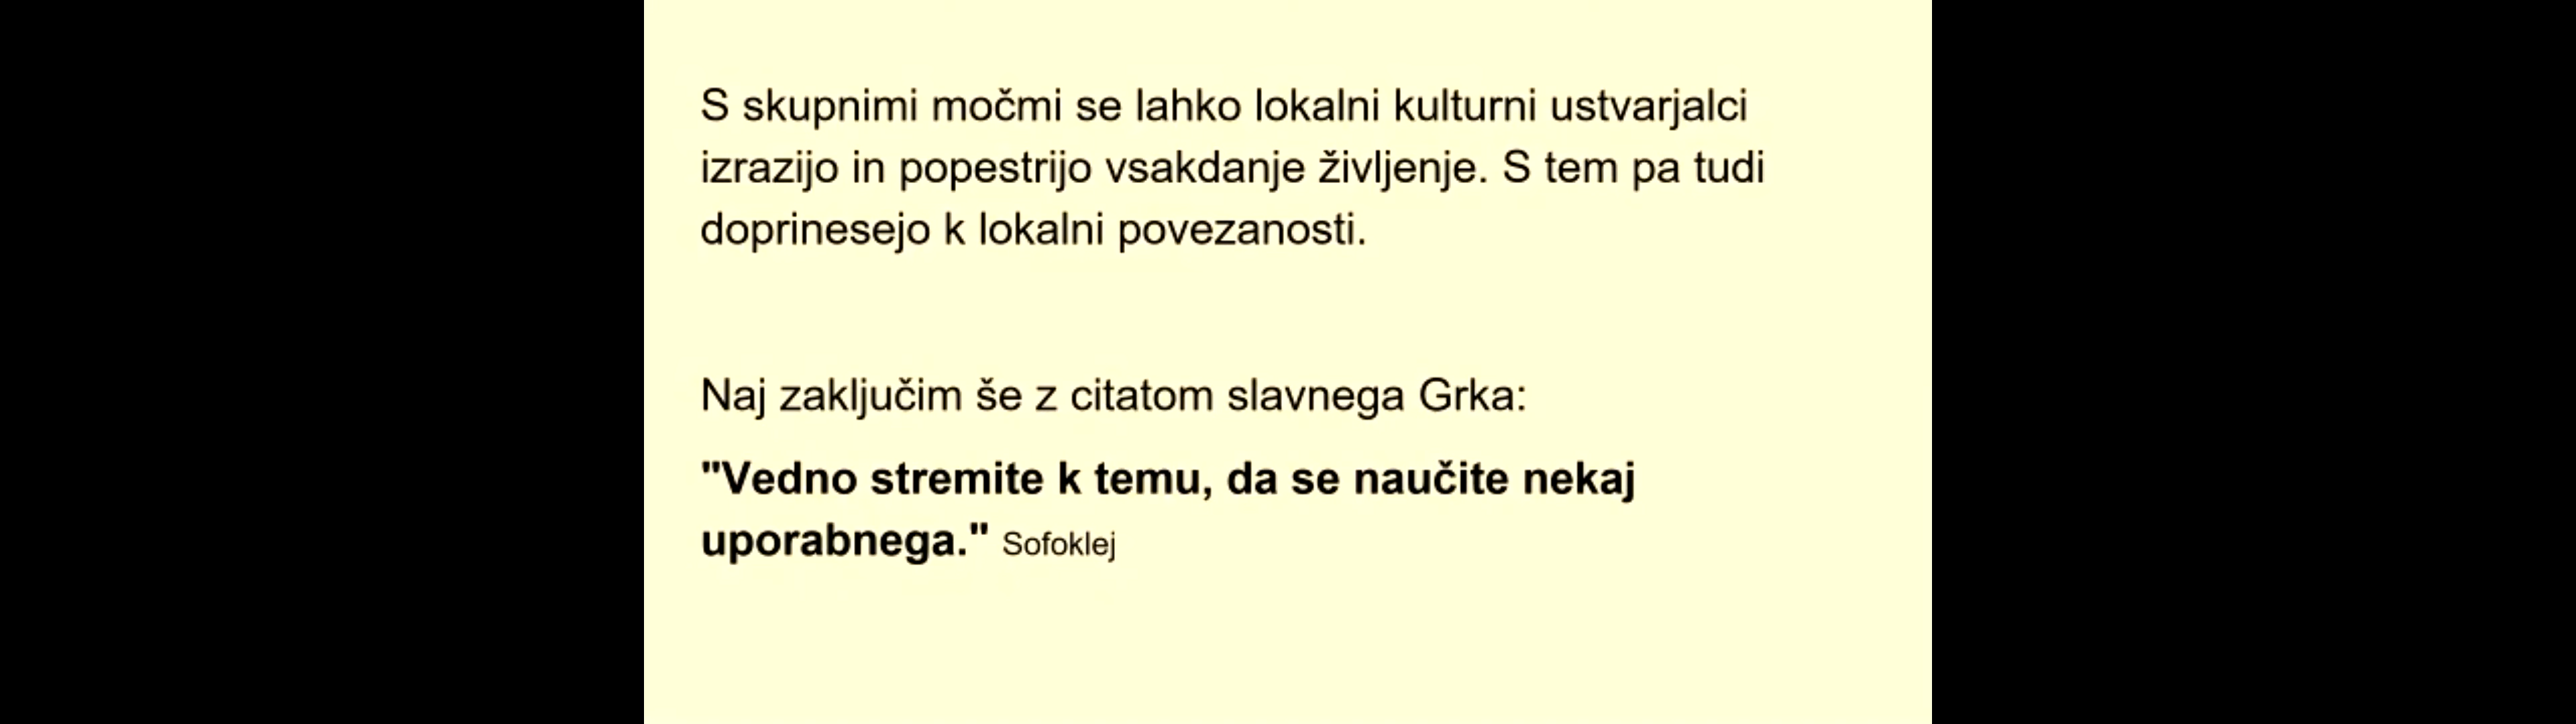 S skupnimi močmi se lahko lokalni kulturni ustvarjalci
izrazijo in popestrijo vsakdanje življenje. S tem pa tudi
doprinesejo k lokalni povezanosti.
Naj zaključim še z citatom slavnega Grka:
"Vedno stremite k temu, da se naučite nekaj
uporabnega." Sofoklej